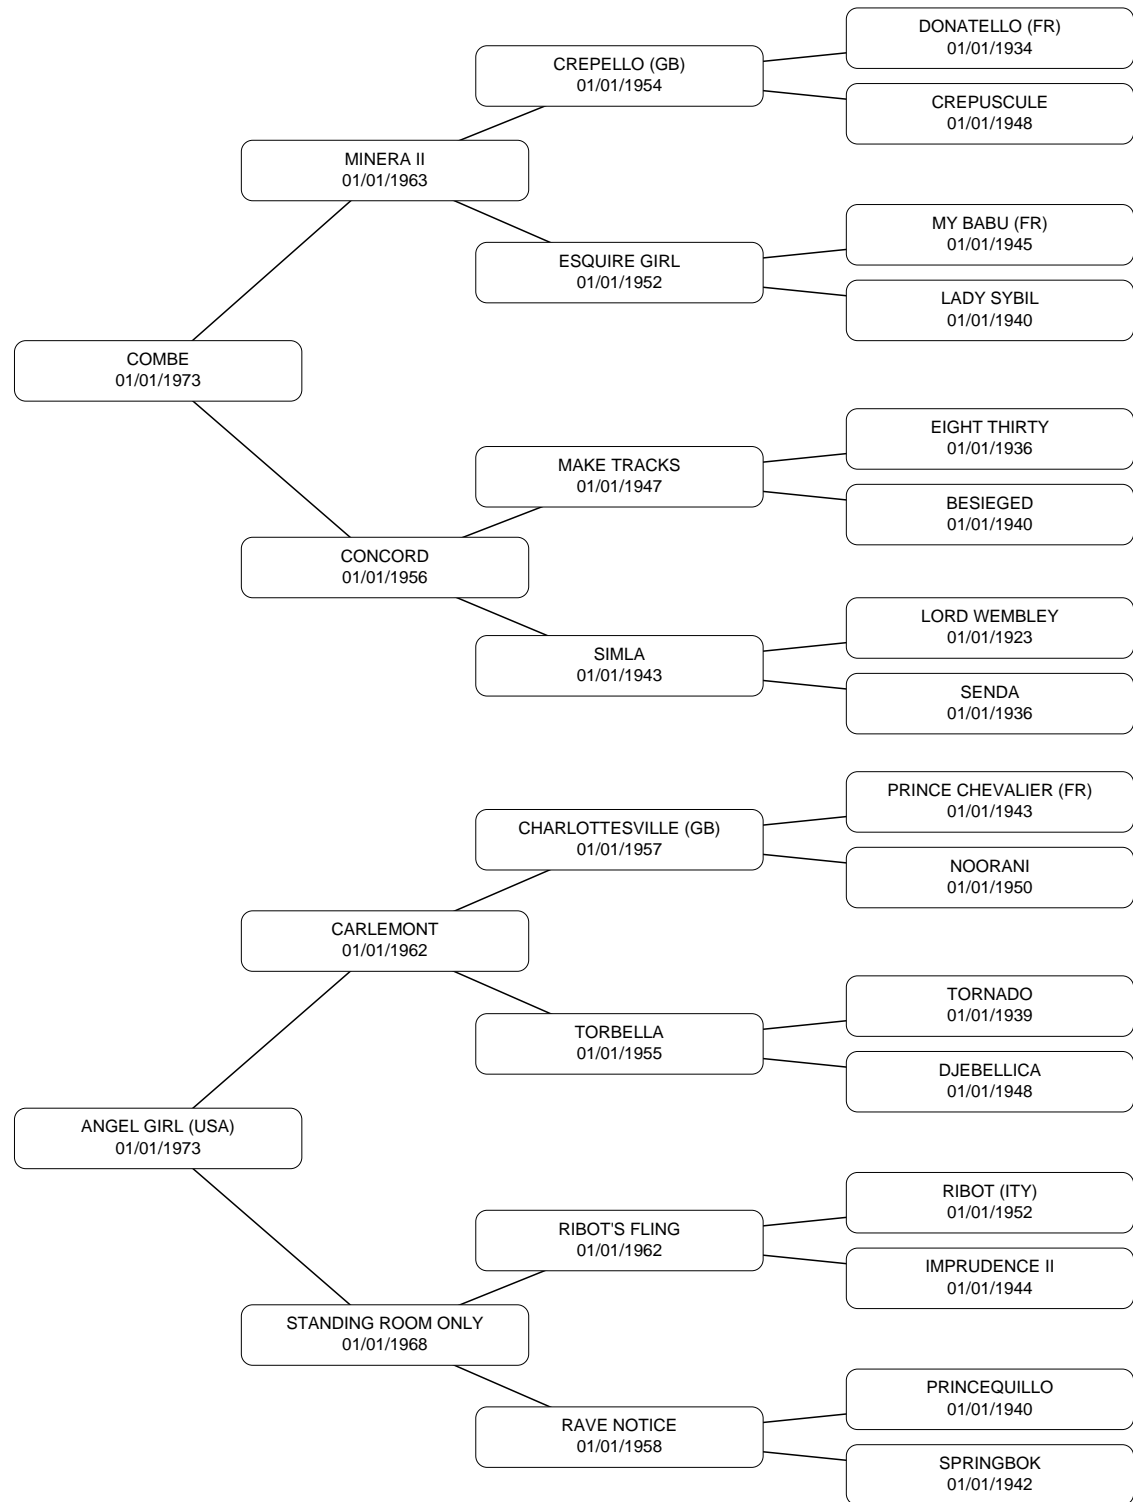 DONATELLO (FR)
01/01/1934
CREPELLO (GB)
01/01/1954
CREPUSCULE
01/01/1948
MINERA II
01/01/1963
MY BABU (FR)
01/01/1945
ESQUIRE GIRL
01/01/1952
LADY SYBIL
01/01/1940
COMBE
01/01/1973
EIGHT THIRTY
01/01/1936
MAKE TRACKS
01/01/1947
BESIEGED
01/01/1940
CONCORD
01/01/1956
LORD WEMBLEY
01/01/1923
SIMLA
01/01/1943
SENDA
01/01/1936
PRINCE CHEVALIER (FR)
01/01/1943
CHARLOTTESVILLE (GB)
01/01/1957
NOORANI
01/01/1950
CARLEMONT
01/01/1962
TORNADO
01/01/1939
TORBELLA
01/01/1955
DJEBELLICA
01/01/1948
ANGEL GIRL (USA)
01/01/1973
RIBOT (ITY)
01/01/1952
RIBOT'S FLING
01/01/1962
IMPRUDENCE II
01/01/1944
STANDING ROOM ONLY
01/01/1968
PRINCEQUILLO
01/01/1940
RAVE NOTICE
01/01/1958
SPRINGBOK
01/01/1942